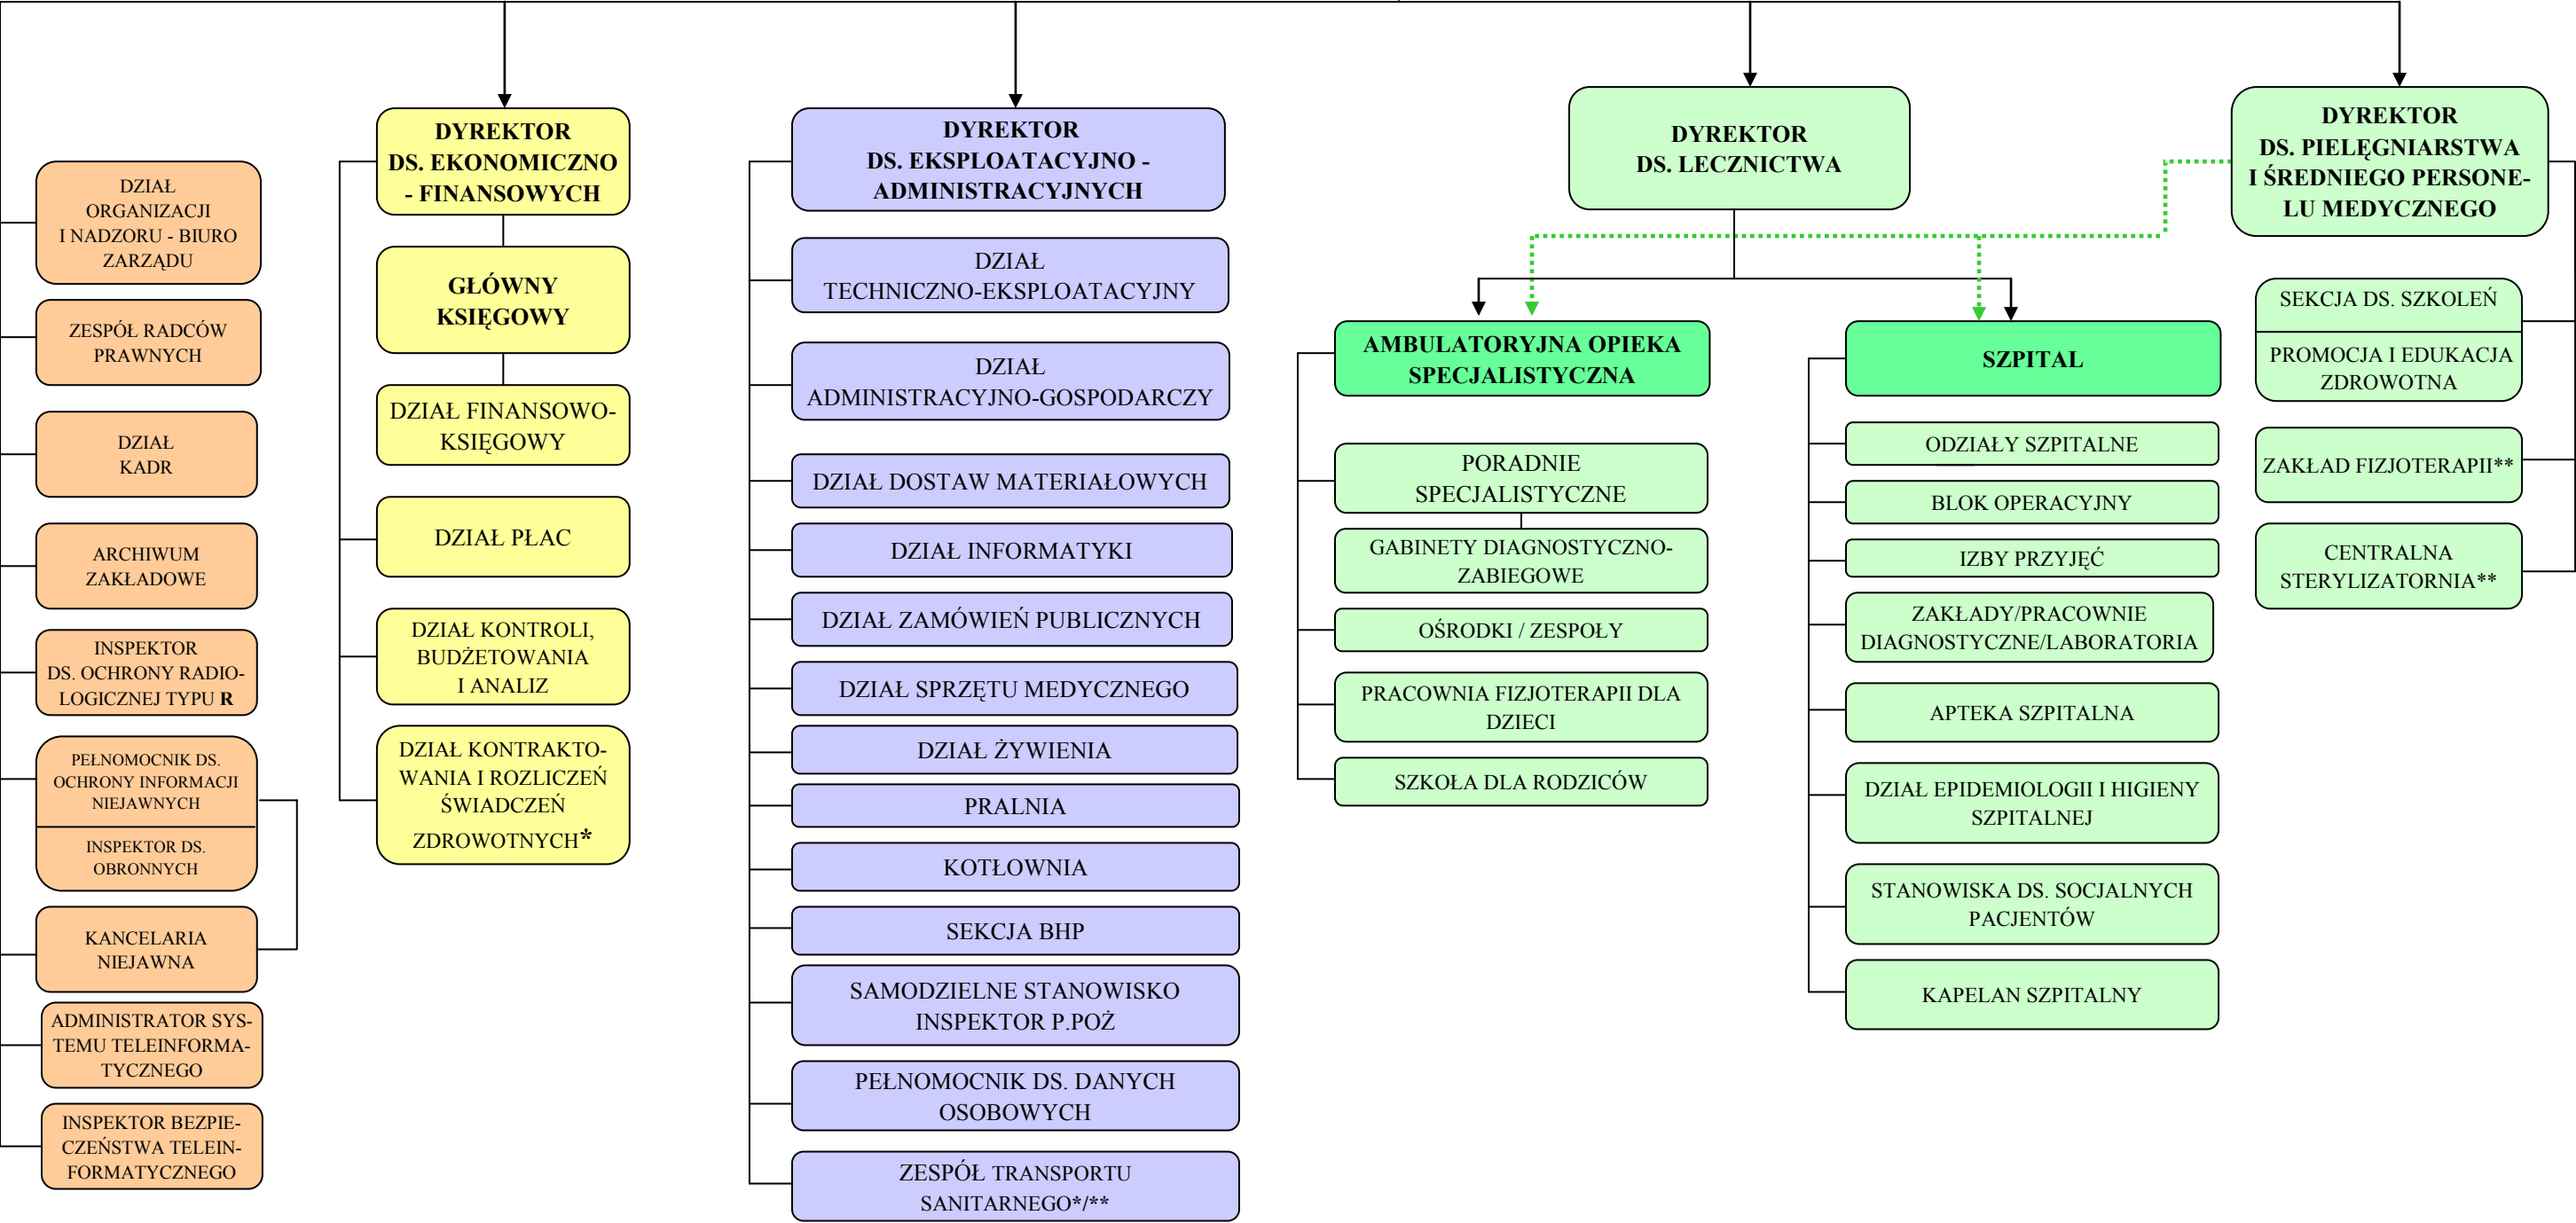 DZIAŁ
ORGANIZACJI
I NADZORU - BIURO
ZARZĄDU
ZESPÓŁ RADCÓW
PRAWNYCH
DZIAŁ
KADR
ARCHIWUM
ZAKŁADOWE
INSPEKTOR
DS. OCHRONY RADIO-
LOGICZNEJ TYPU R
PEŁNOMOCNIK DS.
OCHRONY INFORMACJI
NIEJAWNYCH
INSPEKTOR DS.
OBRONNYCH
KANCELARIA
NIEJAWNA
ADMINISTRATOR SYS-
TEMU TELEINFORMA-
TYCZNEGO
INSPEKTOR BEZPIE-
CZEŃSTWA TELEIN-
FORMATYCZNEGO
DYREKTOR
DS. EKONOMICZNO
- FINANSOWYCH
GŁÓWNY
KSIĘGOWY
DZIAŁ FINANSOWO-
KSIĘGOWY
DZIAŁ PŁAC
DZIAŁ KONTROLI,
BUDŻETOWANIA
I ANALIZ
DZIAŁ KONTRAKTO-
WANIA I ROZLICZEŃ
ŚWIADCZEŃ
ZDROWOTNYCH*
DYREKTOR
DS. EKSPLOATACYJNO -
ADMINISTRACYJNYCH
DZIAŁ
TECHNICZNO-EKSPLOATACYJNY
DZIAŁ
ADMINISTRACYJNO-GOSPODARCZY
DZIAŁ DOSTAW MATERIAŁOWYCH
DZIAŁ INFORMATYKI
DZIAŁ ZAMÓWIEŃ PUBLICZNYCH
DZIAŁ SPRZĘTU MEDYCZNEGO
DZIAŁ ŻYWIENIA
PRALNIA
KOTŁOWNIA
SEKCJA BHP
SAMODZIELNE STANOWISKO
INSPEKTOR P.POŻ
PEŁNOMOCNIK DS. DANYCH
OSOBOWYCH
ZESPÓŁ TRANSPORTU
SANITARNEGO*/**
DYREKTOR
DS. LECZNICTWA
AMBULATORYJNA OPIEKA
SPECJALISTYCZNA
PORADNIE
SPECJALISTYCZNE
GABINETY DIAGNOSTYCZNO-
ZABIEGOWE
OŚRODKI / ZESPOŁY
PRACOWNIA FIZJOTERAPII DLA
DZIECI
SZKOŁA DLA RODZICÓW
SZPITAL
ODZIAŁY SZPITALNE
BLOK OPERACYJNY
IZBY PRZYJĘĆ
ZAKŁADY/PRACOWNIE
DIAGNOSTYCZNE/LABORATORIA
APTEKA SZPITALNA
DZIAŁ EPIDEMIOLOGII I HIGIENY
SZPITALNEJ
STANOWISKA DS. SOCJALNYCH
PACJENTÓW
KAPELAN SZPITALNY
DYREKTOR
DS. PIELĘGNIARSTWA
I ŚREDNIEGO PERSONE-
LU MEDYCZNEGO
SEKCJA DS. SZKOLEŃ
PROMOCJA I EDUKACJA
ZDROWOTNA
ZAKŁAD FIZJOTERAPII**
CENTRALNA
STERYLIZATORNIA**